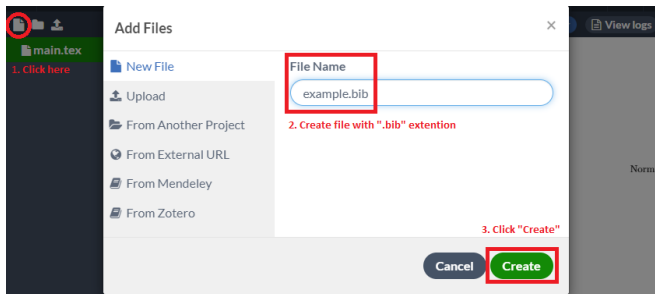 Add Files
×
View logs
main.tex
1. Click here
New File
Upload
From Another Project
From External URL
From Mendeley
From Zotero
File Name
example.bib
2. Create file with ".bib" extention
Norm
3. Click "Create"
Cancel
Create